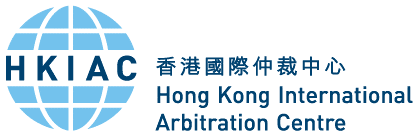 HKIAC
香港國際仲裁中心
Hong Kong International
Arbitration Centre